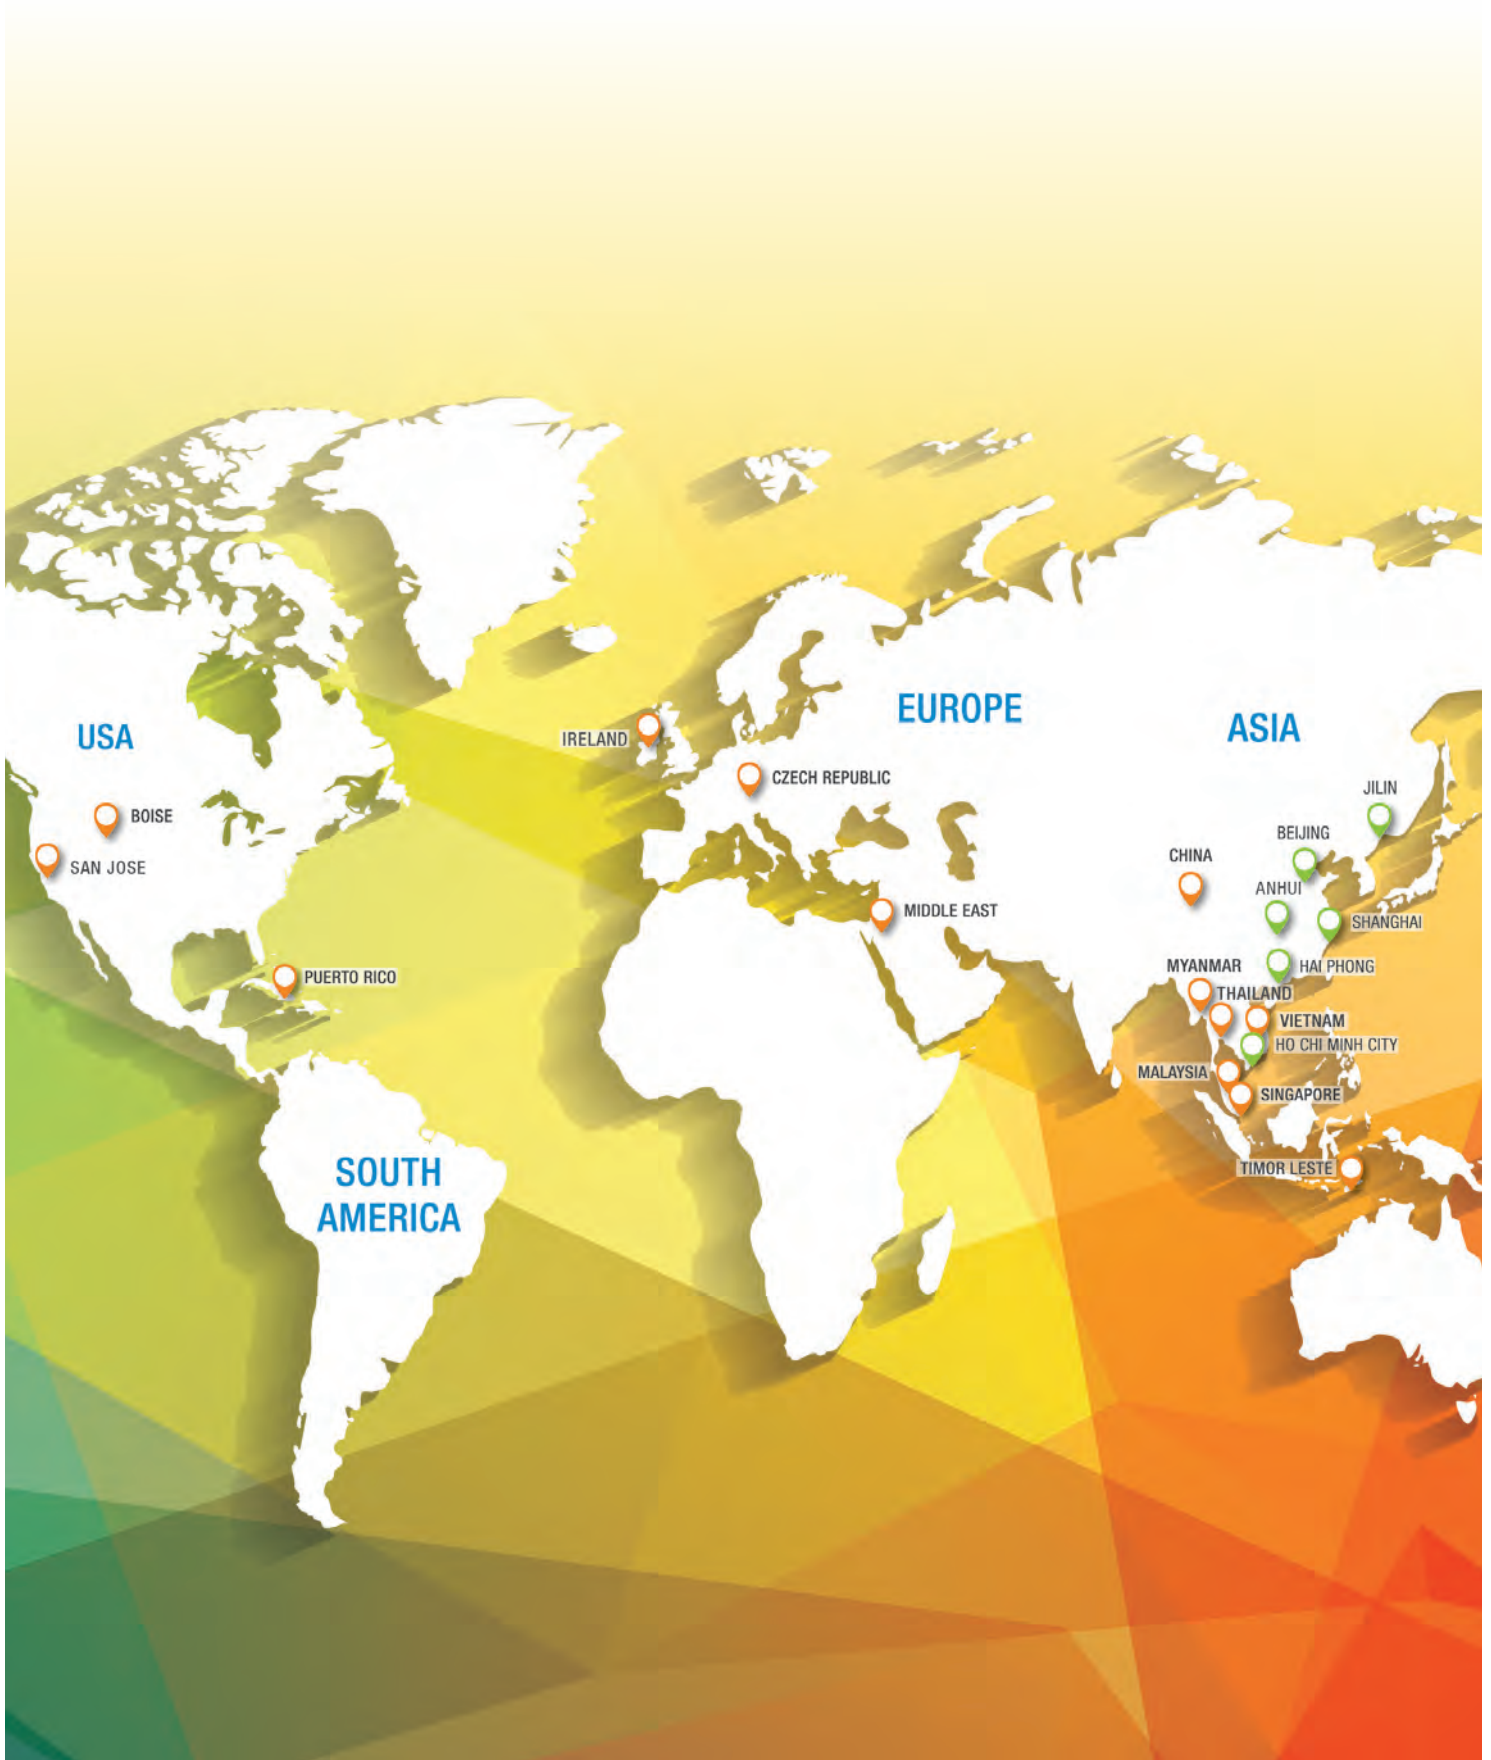 EUROPE
ASIA
USA
IRELAND
CZECH REPUBLIC
JILIN
BOISE
BEIJING
CHINA
SAN JOSE
ANHUI
MIDDLE EAST
SHANGHAI
MYANMAR
HAI PHONG
PUERTO RICO
THAILAND
VIETNAM
HO CHI MINH CITY
MALAYSIA
SINGAPORE
TIMOR LESTE
SOUTH
AMERICA